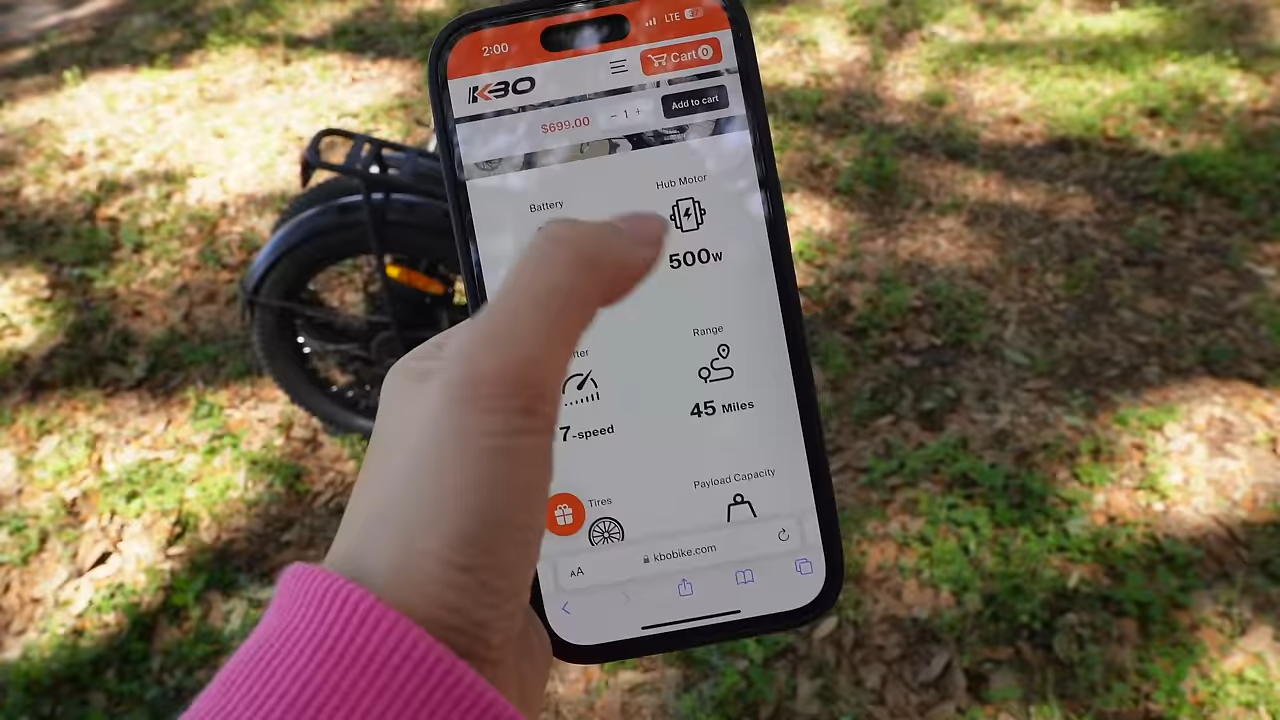 2:00
LTE 37
KBO
Cart 0
$699.00 − 1 + Add to cart
Battery
Hub Motor
500w
Range
7-speed
45 Miles
Tires
Payload Capacity
AA kbobike.com